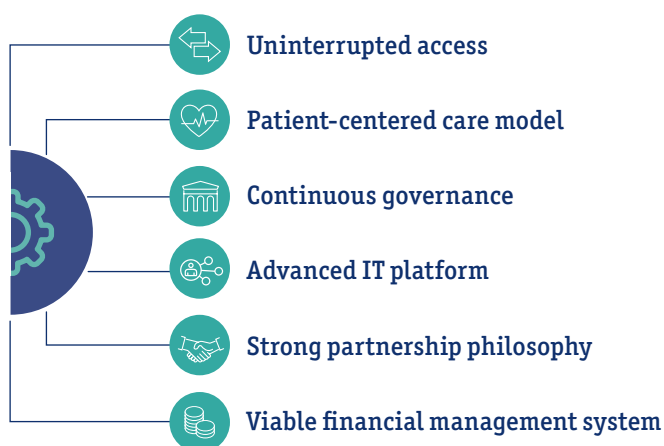 Uninterrupted access
Patient-centered care model
Continuous governance
Advanced IT platform
Strong partnership philosophy
Viable financial management system